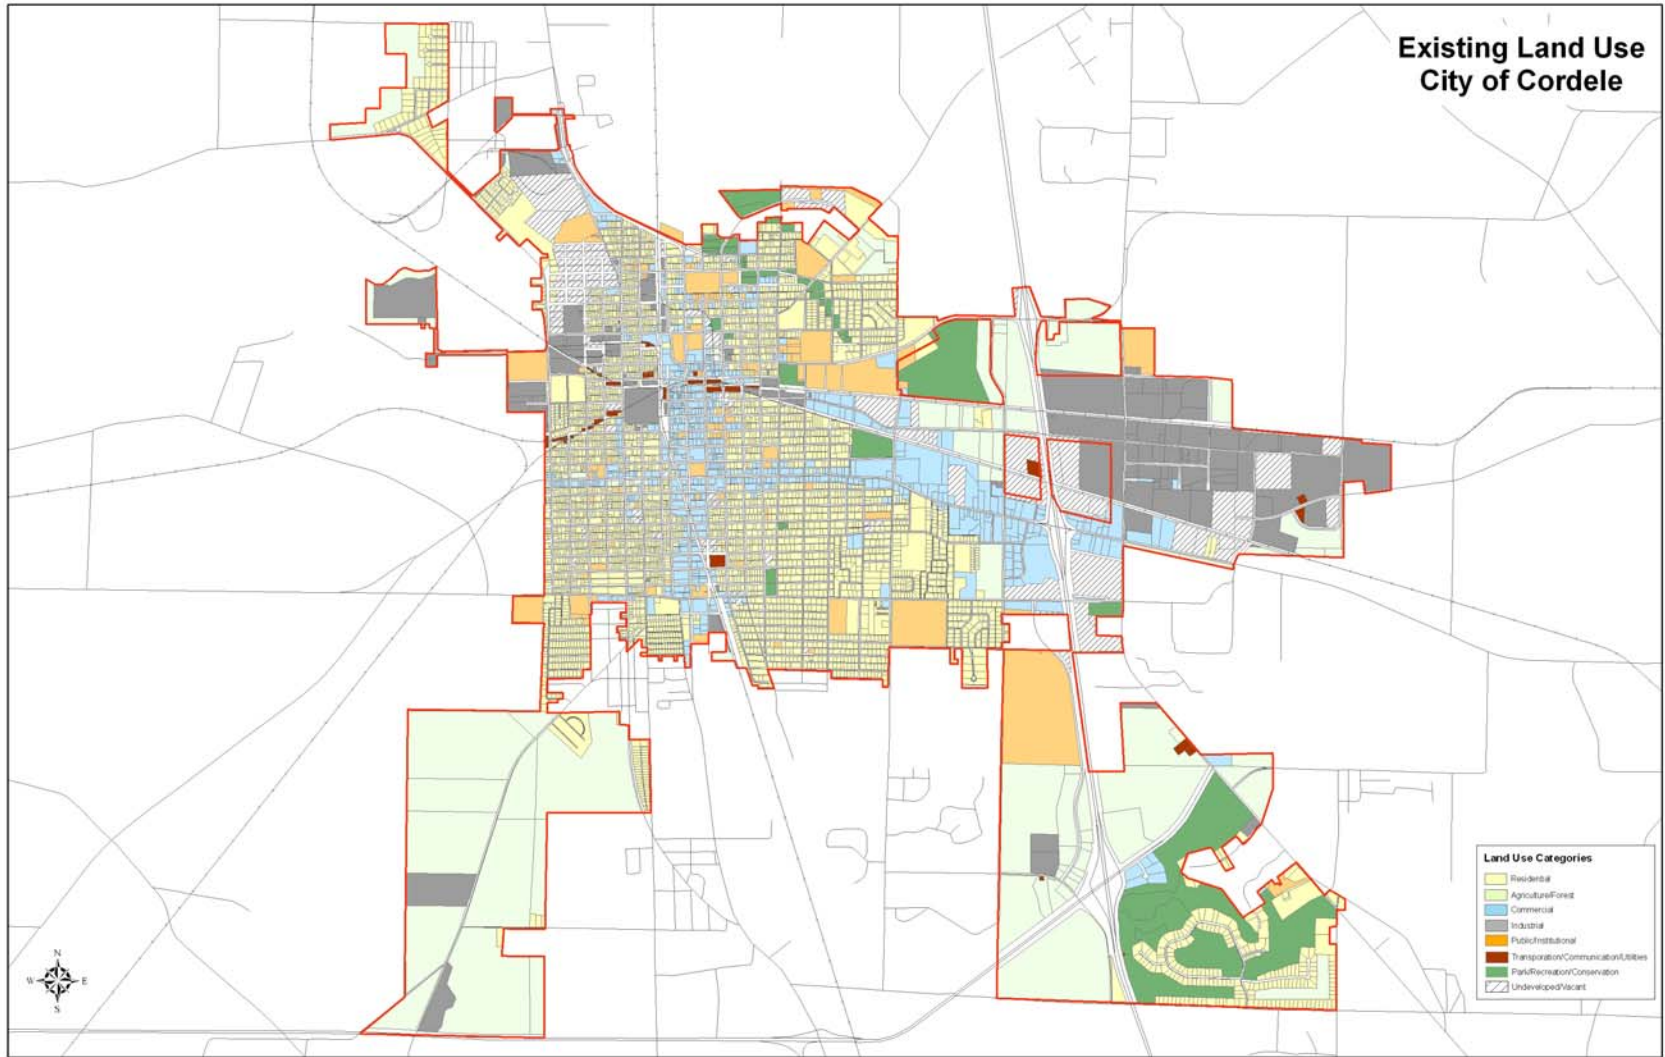 Existing Land Use
City of Cordele
Land Use Categories
Residential
Agriculture/Forest
Commercial
Industrial
Public/Institutional
Transporation/Communication/Utilities
Park/Recreation/Conservation
Undeveloped/Vacant
N
W
E
S